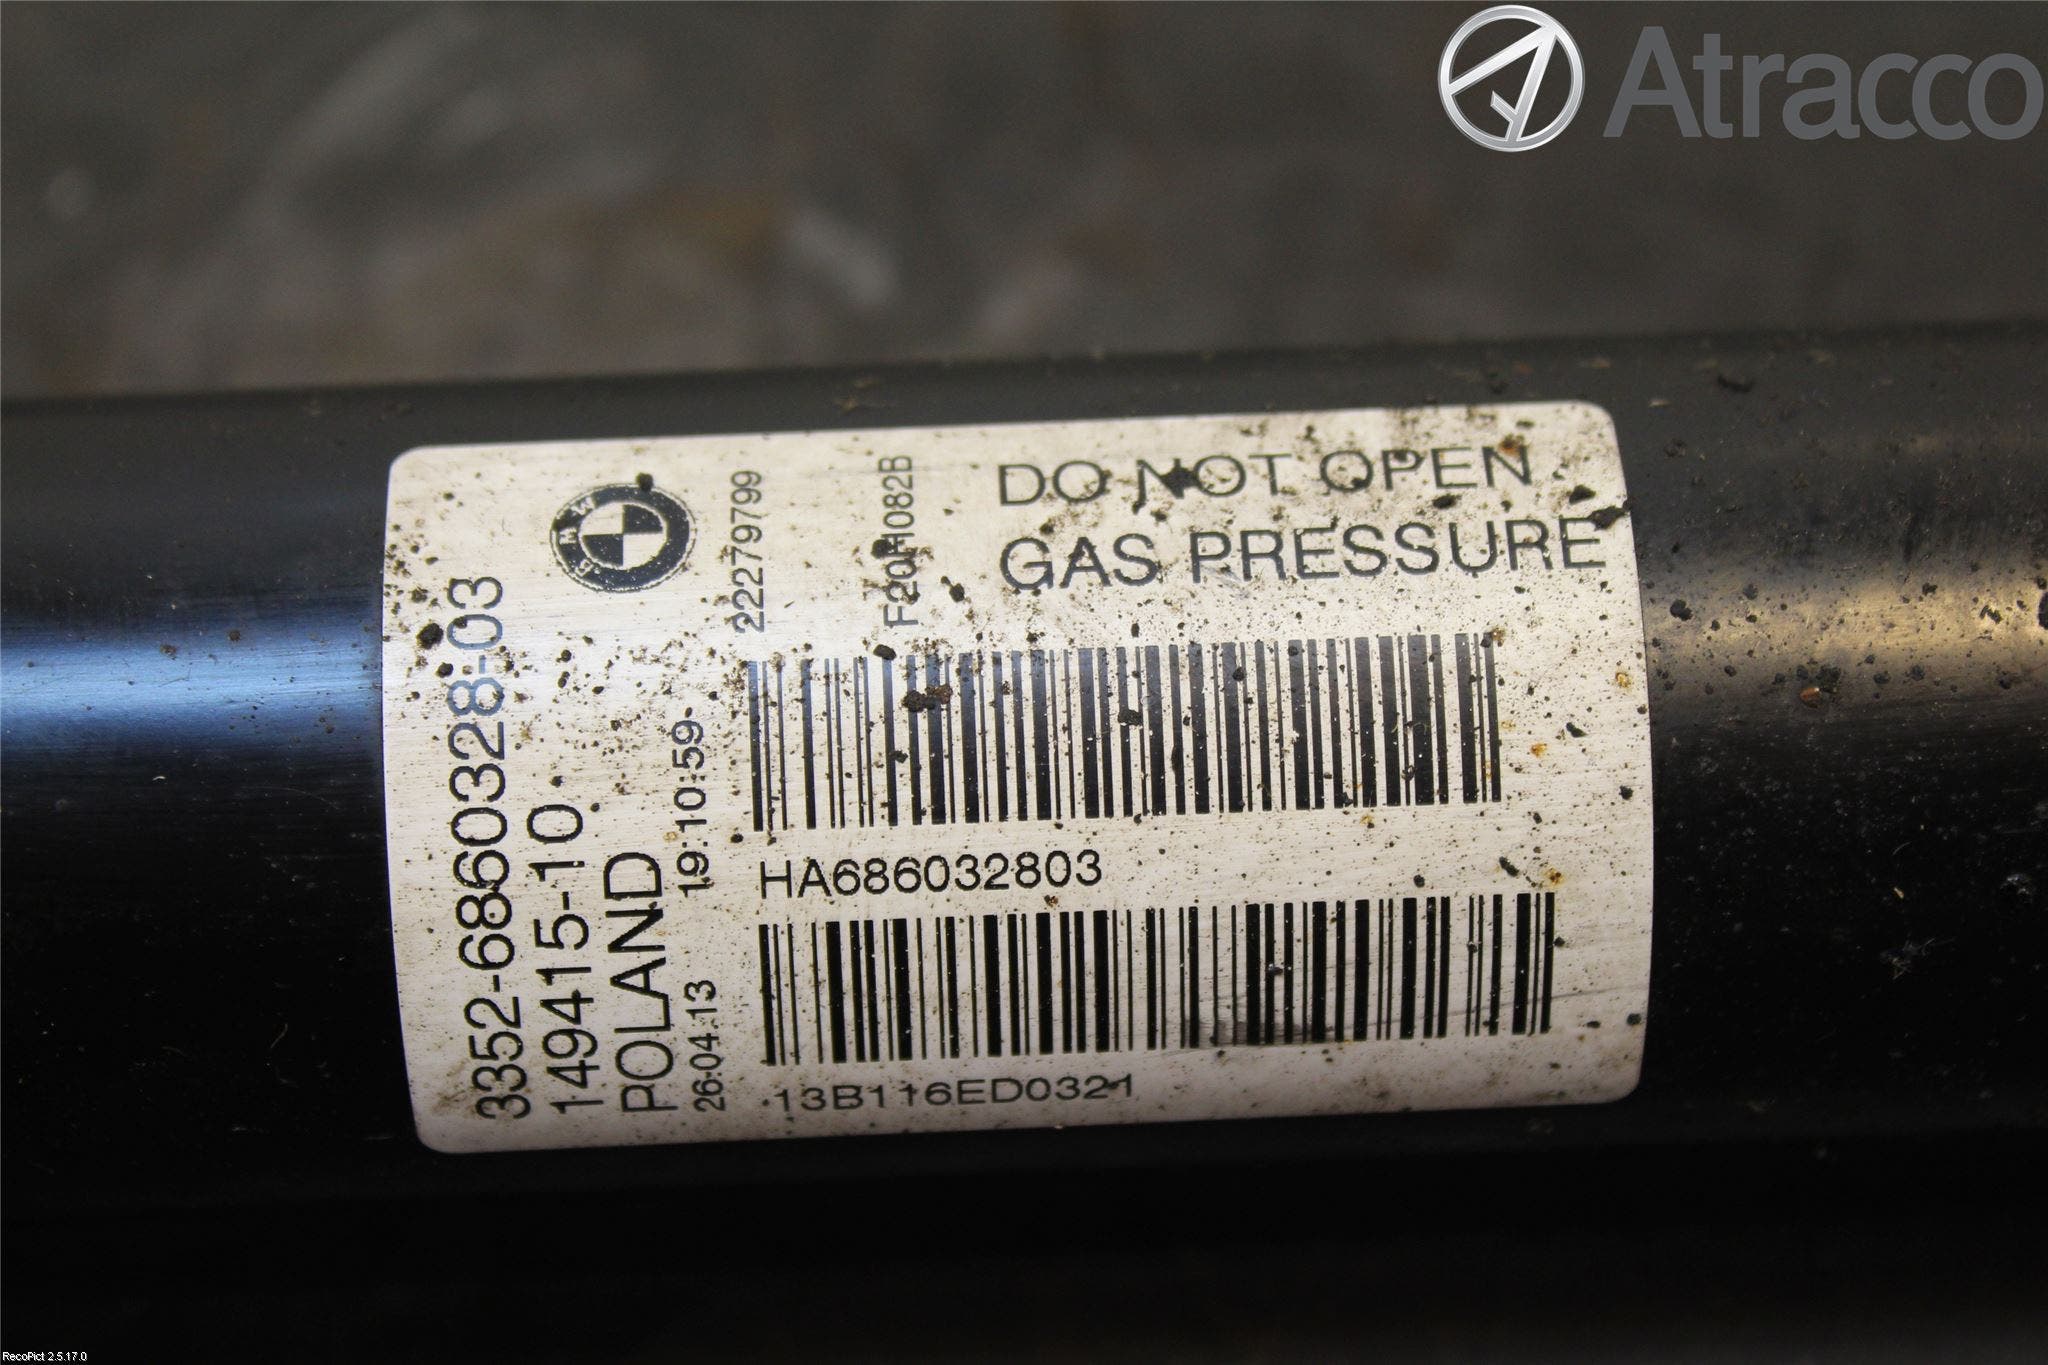 Atracco
DO NOT OPEN
GAS PRESSURE
3352-6860328-03
149415-10
POLAND
26.04.13 19:10:59
22279799
F20H082B
BMW
HA686032803
13B116ED0321
RecoPict 2.5.17.0